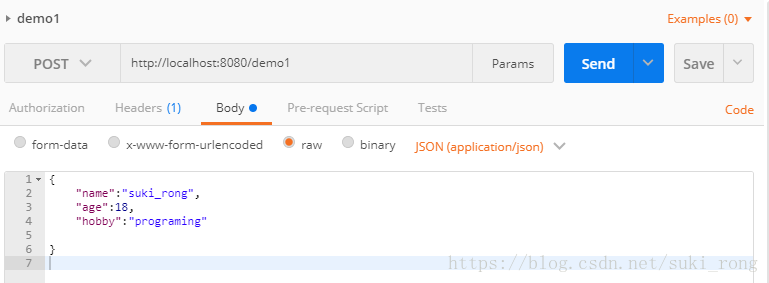 demo1 Examples (0)
POST http://localhost:8080/demo1 Params Send Save
Authorization Headers (1) Body Pre-request Script Tests Code
form-data x-www-form-urlencoded raw binary JSON (application/json)
1 {
2 "name":"suki_rong",
3 "age":18,
4 "hobby":"programing"
5
6 }
7
https://blog.csdn.net/suki_rong